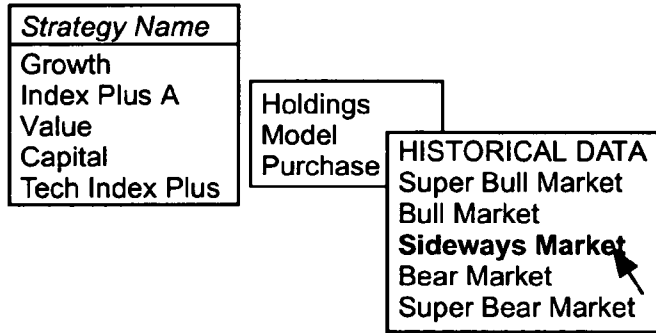 Strategy Name
Growth
Index Plus A
Value
Capital
Tech Index Plus
Holdings
Model
Purchase
HISTORICAL DATA
Super Bull Market
Bull Market
Sideways Market
Bear Market
Super Bear Market